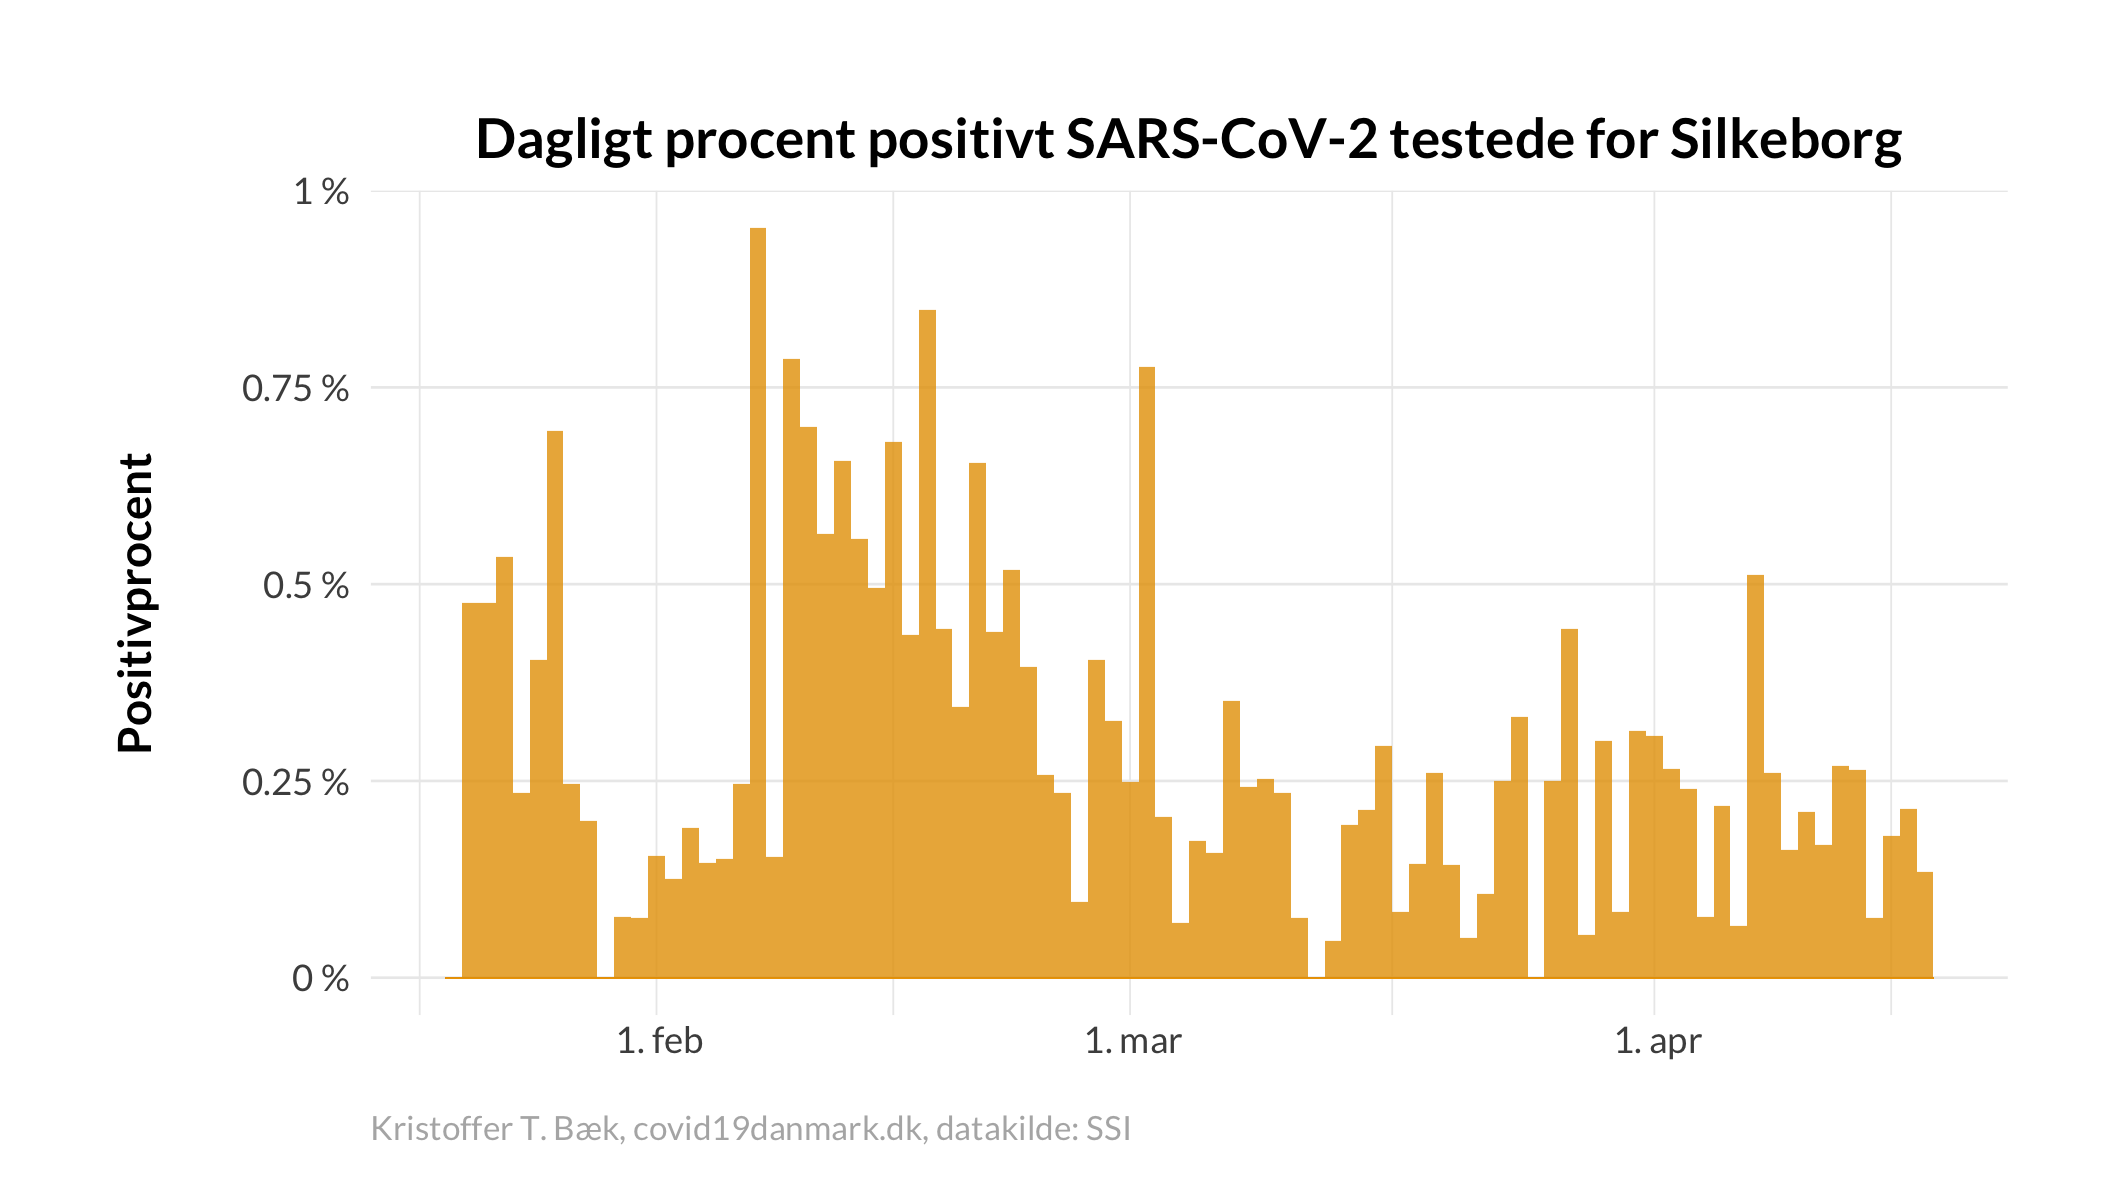 Dagligt procent positivt SARS-CoV-2 testede for Silkeborg
Positivprocent
1 %
0.75 %
0.5 %
0.25 %
0 %
1. feb
1. mar
1. apr
Kristoffer T. Bæk, covid19danmark.dk, datakilde: SSI